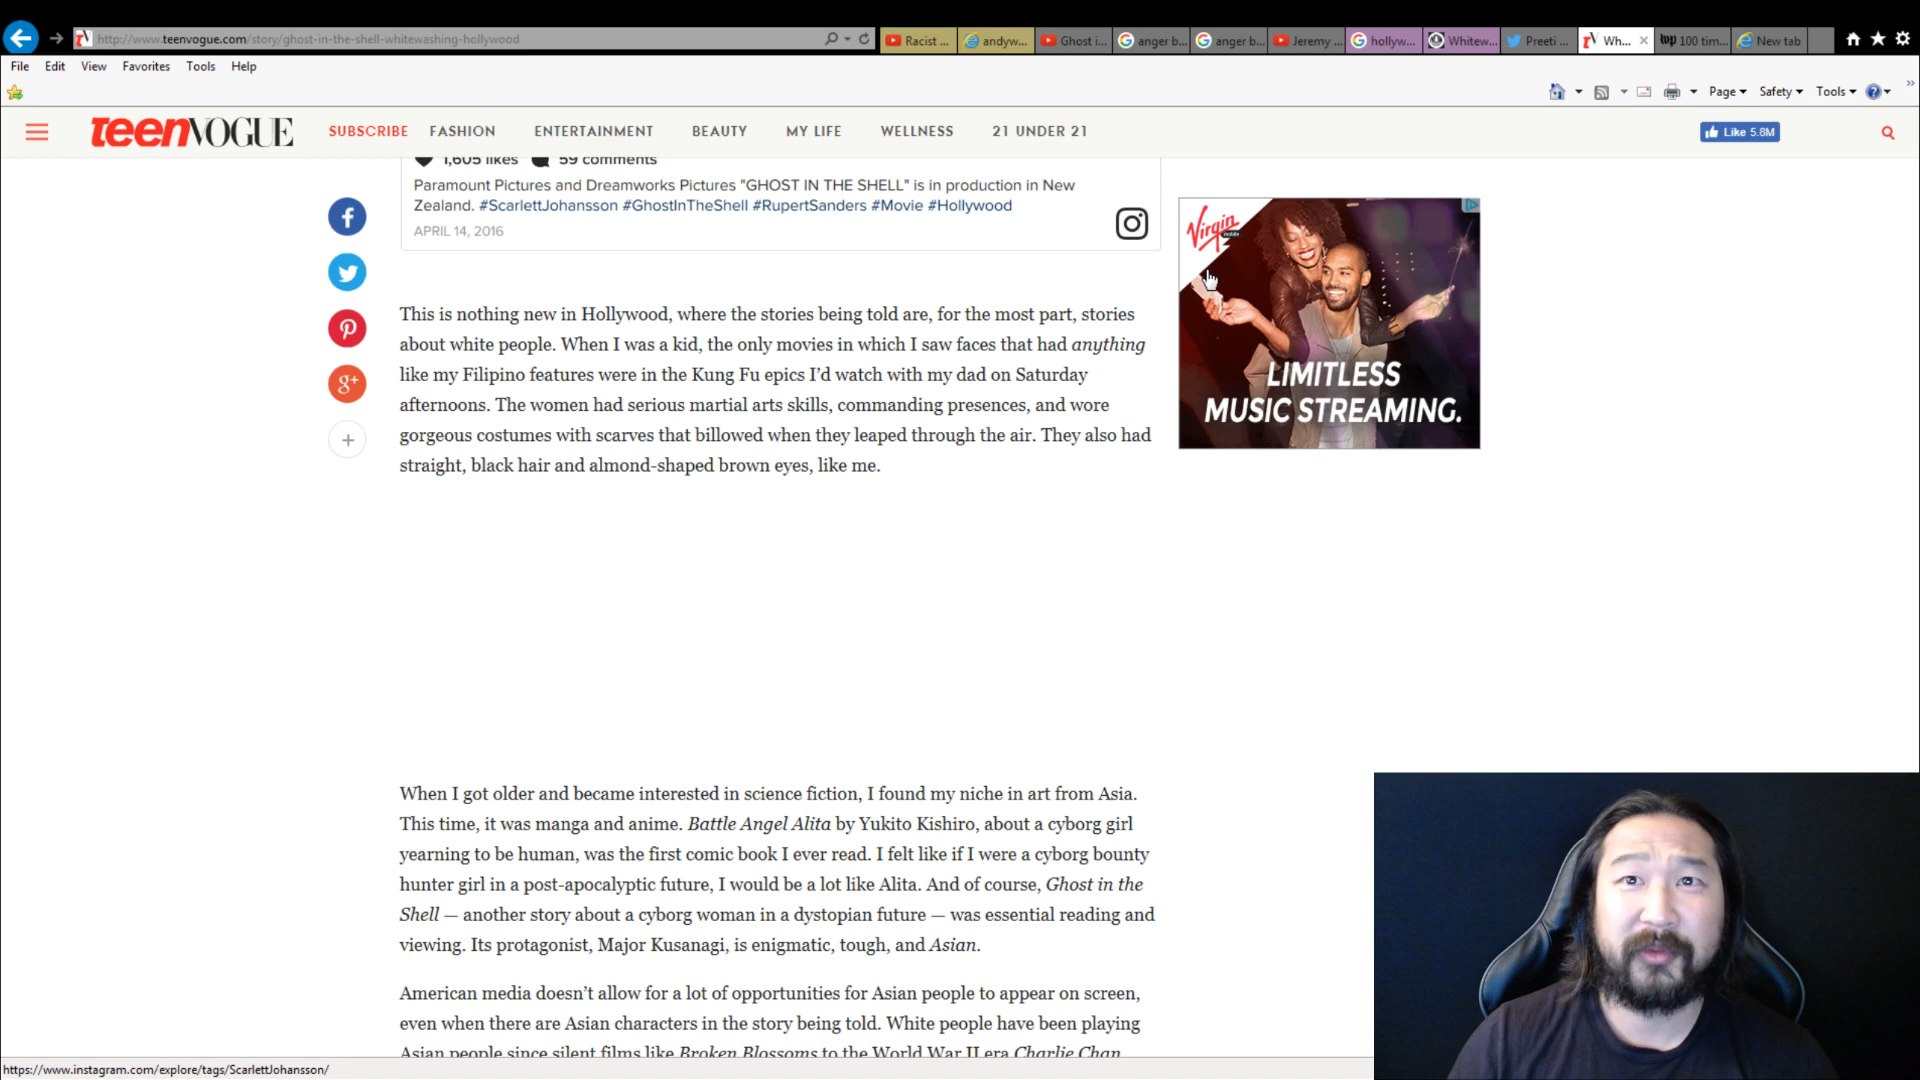 http://www.teenvogue.com/story/ghost-in-the-shell-whitewashing-hollywood
Racist ...
andyw...
Ghost i...
anger b...
anger b...
Jeremy ...
hollyw...
Whitew...
Preeti ...
Wh...
100 tim...
New tab
File Edit View Favorites Tools Help
Page Safety Tools
teenVOGUE
SUBSCRIBE FASHION ENTERTAINMENT BEAUTY MY LIFE WELLNESS 21 UNDER 21
Like 5.8M
1,605 likes 59 comments
Paramount Pictures and Dreamworks Pictures "GHOST IN THE SHELL" is in production in New
Zealand. #ScarlettJohansson #GhostInTheShell #RupertSanders #Movie #Hollywood
APRIL 14, 2016
This is nothing new in Hollywood, where the stories being told are, for the most part, stories
about white people. When I was a kid, the only movies in which I saw faces that had anything
like my Filipino features were in the Kung Fu epics I'd watch with my dad on Saturday
afternoons. The women had serious martial arts skills, commanding presences, and wore
gorgeous costumes with scarves that billowed when they leaped through the air. They also had
straight, black hair and almond-shaped brown eyes, like me.
Virgin
mobile
LIMITLESS
MUSIC STREAMING.
When I got older and became interested in science fiction, I found my niche in art from Asia.
This time, it was manga and anime. Battle Angel Alita by Yukito Kishiro, about a cyborg girl
yearning to be human, was the first comic book I ever read. I felt like if I were a cyborg bounty
hunter girl in a post-apocalyptic future, I would be a lot like Alita. And of course, Ghost in the
Shell — another story about a cyborg woman in a dystopian future — was essential reading and
viewing. Its protagonist, Major Kusanagi, is enigmatic, tough, and Asian.
American media doesn't allow for a lot of opportunities for Asian people to appear on screen,
even when there are Asian characters in the story being told. White people have been playing
Asian people since silent films like Broken Blossoms to the World War II era Charlie Chan
https://www.instagram.com/explore/tags/ScarlettJohansson/